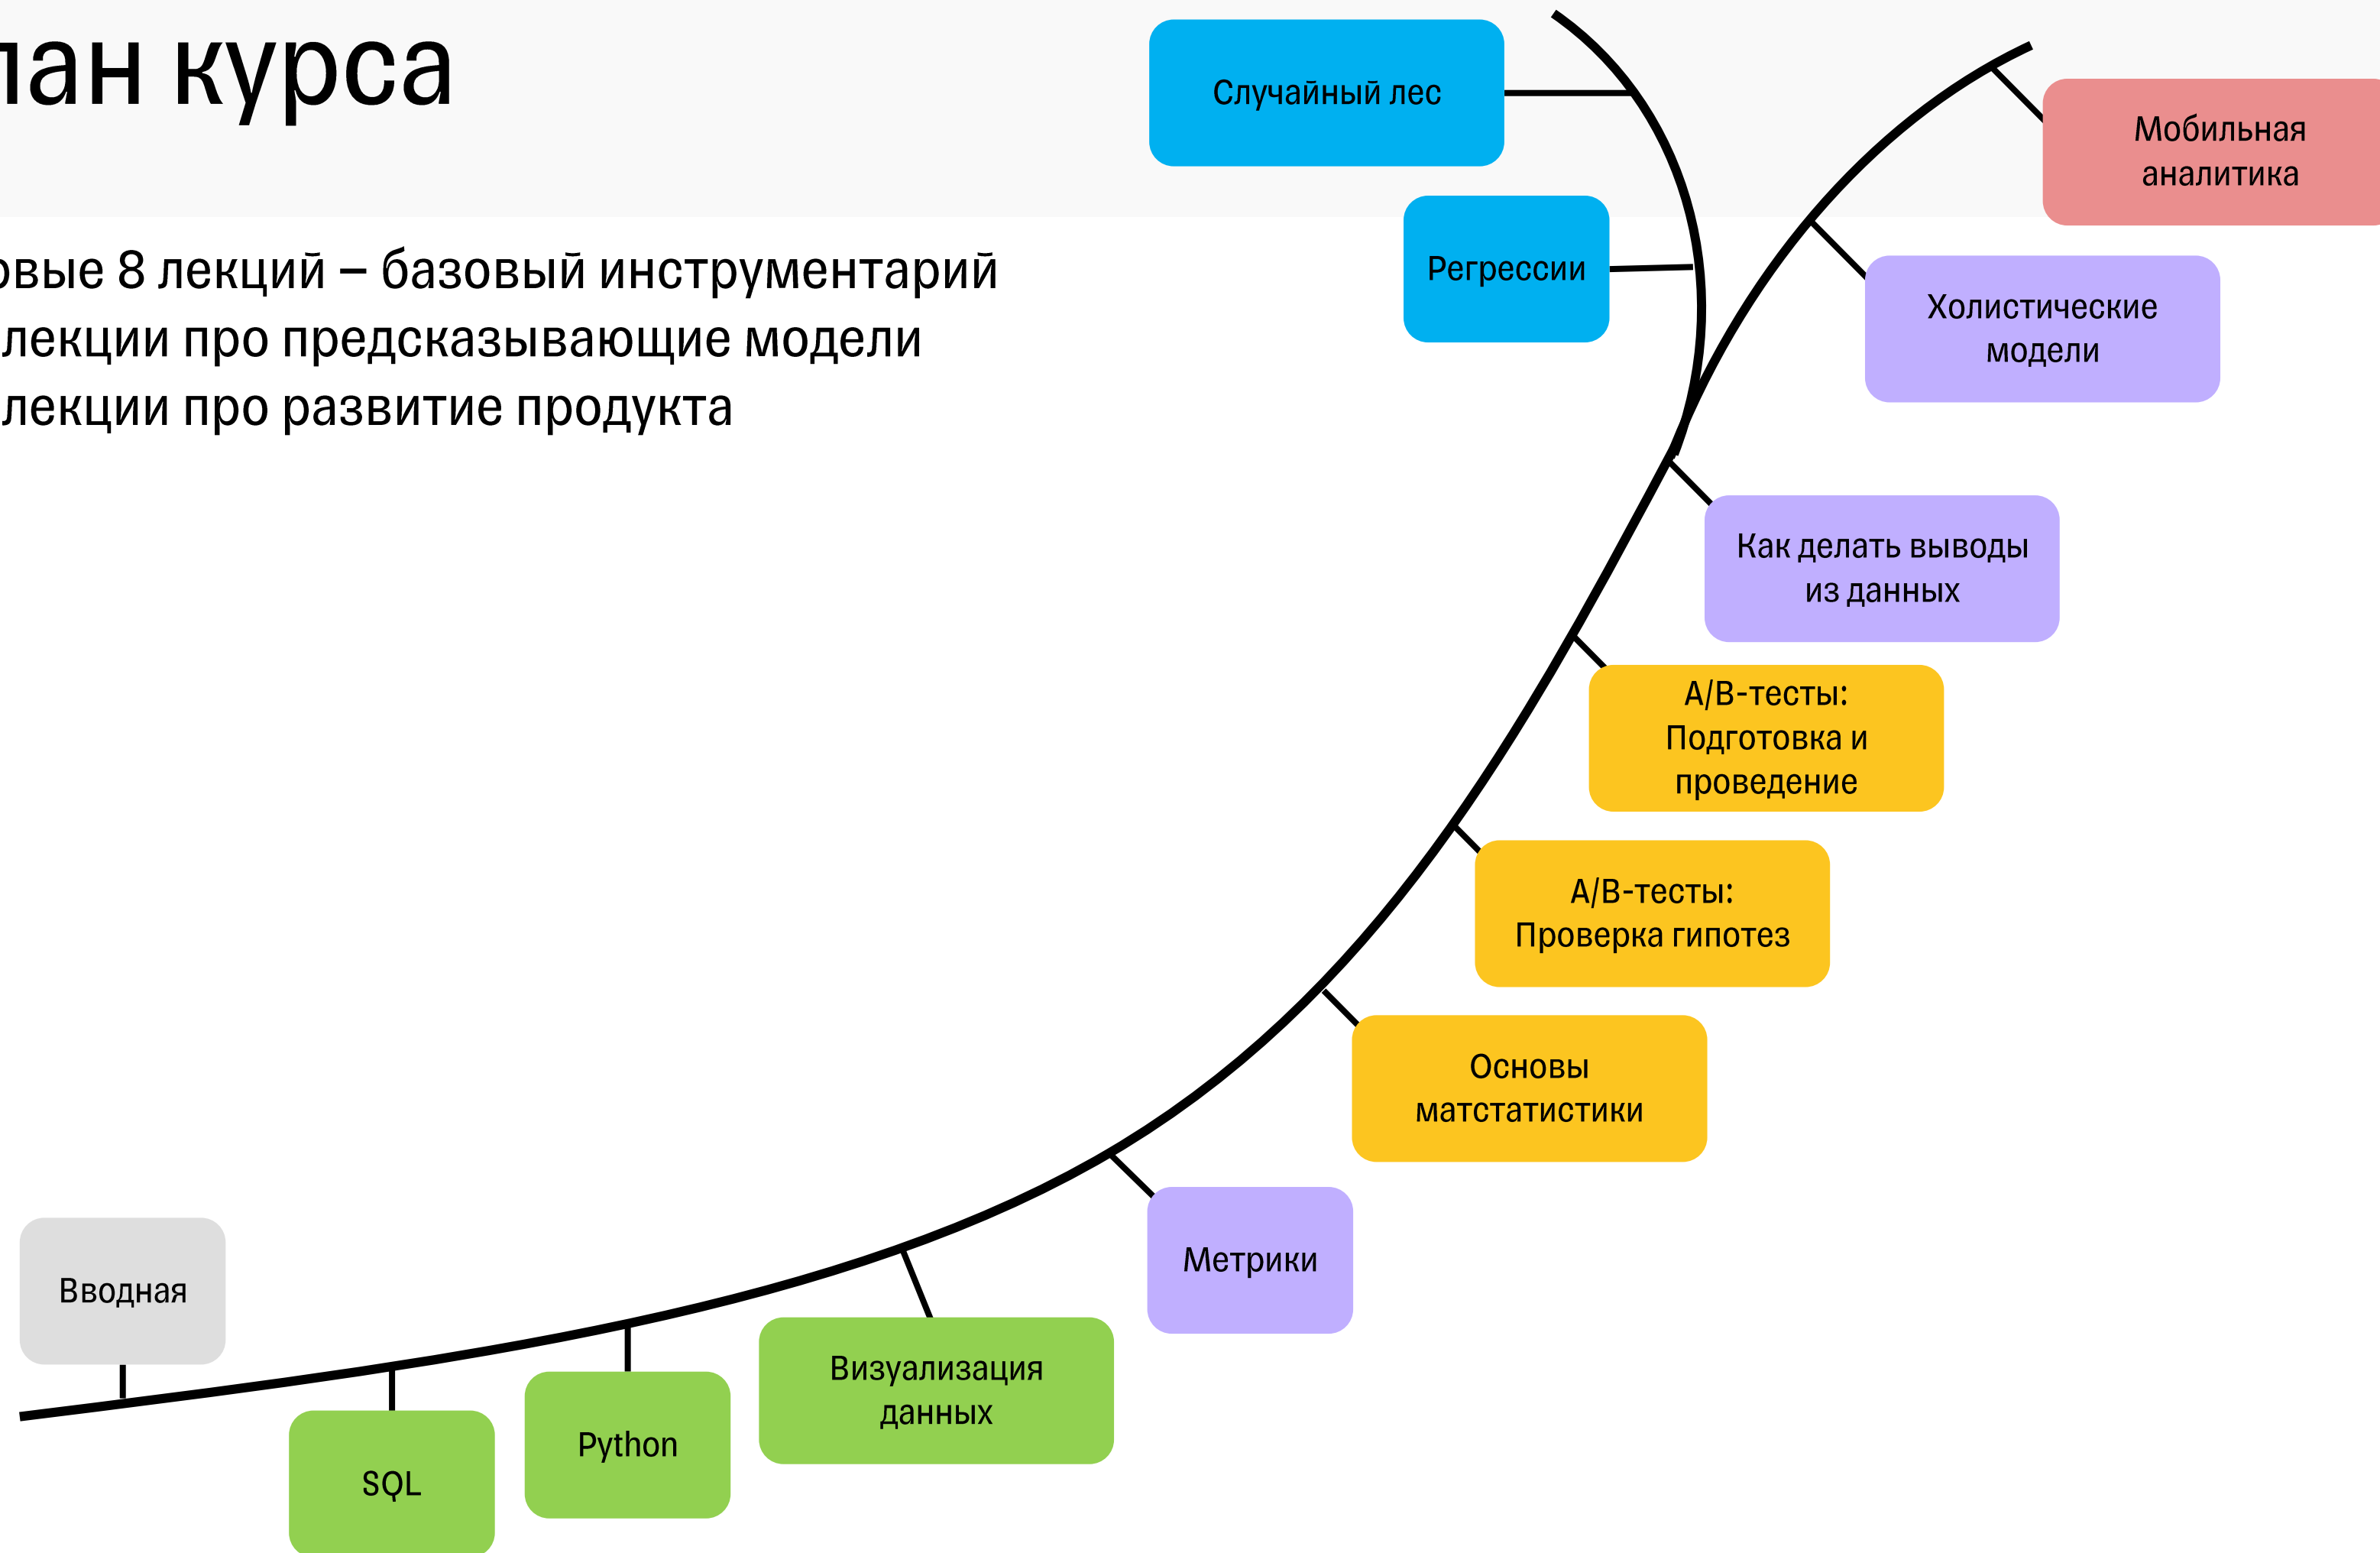 лан курса
овые 8 лекций – базовый инструментарий
лекции про предсказывающие модели
лекции про развитие продукта
Случайный лес
Регрессии
Мобильная
аналитика
Холистические
модели
Как делать выводы
из данных
A/B-тесты:
Подготовка и
проведение
A/B-тесты:
Проверка гипотез
Основы
матстатистики
Метрики
Визуализация
данных
Python
SQL
Вводная